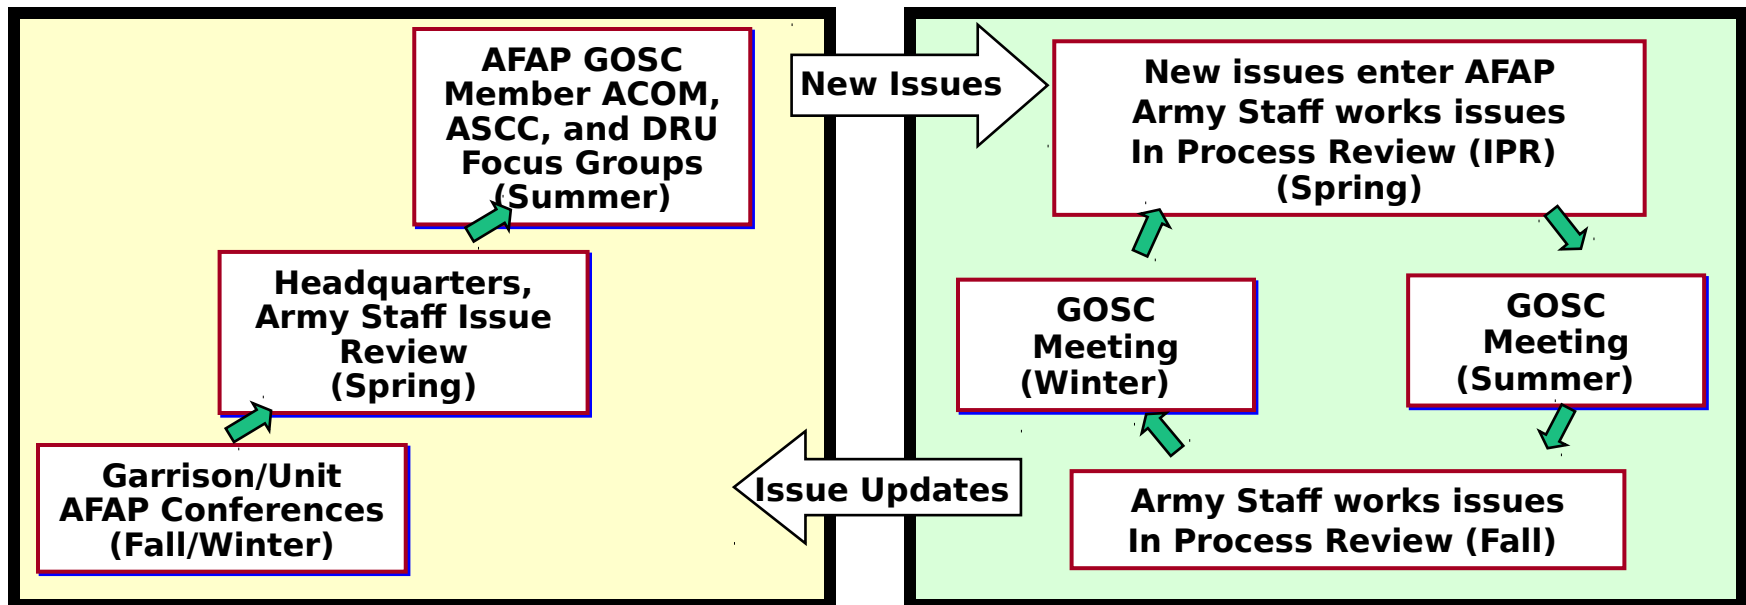 AFAP GOSC
Member ACOM,
ASCC, and DRU
Focus Groups
(Summer)
Headquarters,
Army Staff Issue
Review
(Spring)
Garrison/Unit
AFAP Conferences
(Fall/Winter)
New Issues
Issue Updates
New issues enter AFAP
Army Staff works issues
In Process Review (IPR)
(Spring)
GOSC
Meeting
(Winter)
GOSC
Meeting
(Summer)
Army Staff works issues
In Process Review (Fall)